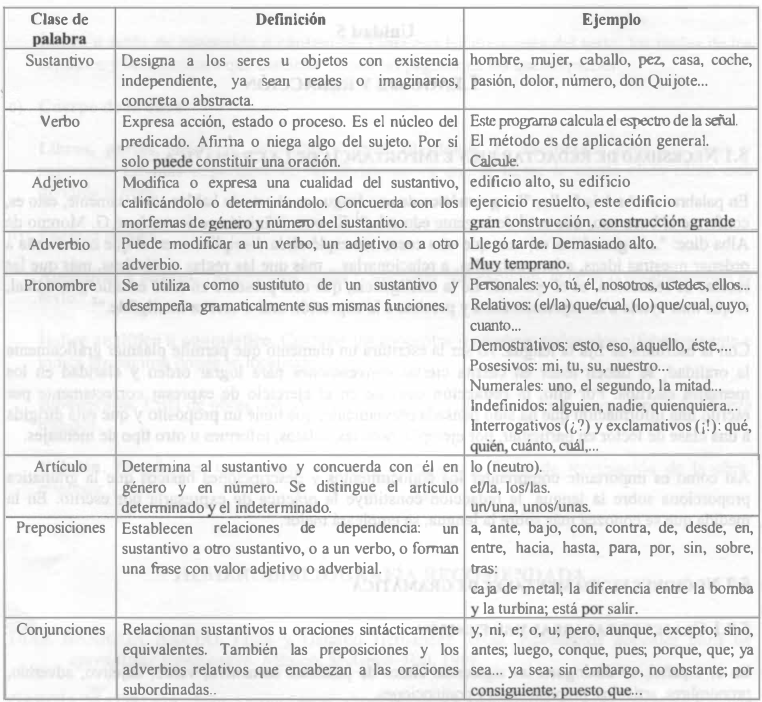 Clase de palabra | Definición | Ejemplo
Sustantivo | Designa a los seres u objetos con existencia independiente, ya sean reales o imaginarios, concreta o abstracta. | hombre, mujer, caballo, pez, casa, coche, pasión, dolor, número, don Quijote...
Verbo | Expresa acción, estado o proceso. Es el núcleo del predicado. Afirma o niega algo del sujeto. Por sí solo puede constituir una oración. | Este programa calcula el espectro de la señal. El método es de aplicación general. Calcule.
Adjetivo | Modifica o expresa una cualidad del sustantivo, calificándolo o determinándolo. Concuerda con los morfemas de género y número del sustantivo. | edificio alto, su edificio ejercicio resuelto, este edificio gran construcción, construcción grande
Adverbio | Puede modificar a un verbo, un adjetivo o a otro adverbio. | Llegó tarde. Demasiado alto. Muy temprano.
Pronombre | Se utiliza como sustituto de un sustantivo y desempeña gramaticalmente sus mismas funciones. | Personales: yo, tú, él, nosotros, ustedes, ellos... Relativos: (el/la) que/cual, (lo) que/cual, cuyo, cuanto... Demostrativos: esto, eso, aquello, éste,... Posesivos: mi, tu, su, nuestro... Numerales: uno, el segundo, la mitad... Indefinidos: alguien, nadie, quienquiera... Interrogativos (¿?) y exclamativos (¡!): qué, quién, cuánto, cuál,...
Artículo | Determina al sustantivo y concuerda con él en género y en número. Se distingue el artículo determinado y el indeterminado. | lo (neutro). el/la, los/las. un/una, unos/unas.
Preposiciones | Establecen relaciones de dependencia: un sustantivo a otro sustantivo, o a un verbo, o forman una frase con valor adjetivo o adverbial. | a, ante, bajo, con, contra, de, desde, en, entre, hacia, hasta, para, por, sin, sobre, tras: caja de metal; la diferencia entre la bomba y la turbina; está por salir.
Conjunciones | Relacionan sustantivos u oraciones sintácticamente equivalentes. También las preposiciones y los adverbios relativos que encabezan a las oraciones subordinadas.. | y, ni, e; o, u; pero, aunque, excepto; sino, antes; luego, conque, pues; porque, que; ya sea... ya sea; sin embargo, no obstante; por consiguiente; puesto que...